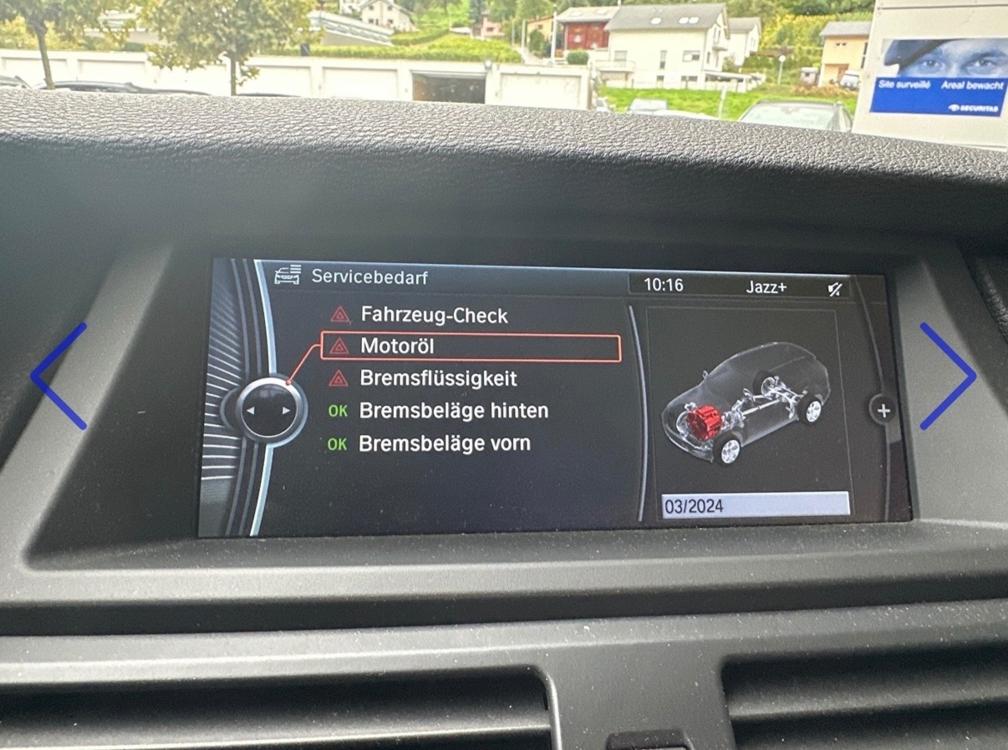 Site surveillé Areal bewacht
SECURITAS
Servicebedarf
10:16 Jazz+
Fahrzeug-Check
Motoröl
Bremsflüssigkeit
OK Bremsbeläge hinten
OK Bremsbeläge vorn
03/2024